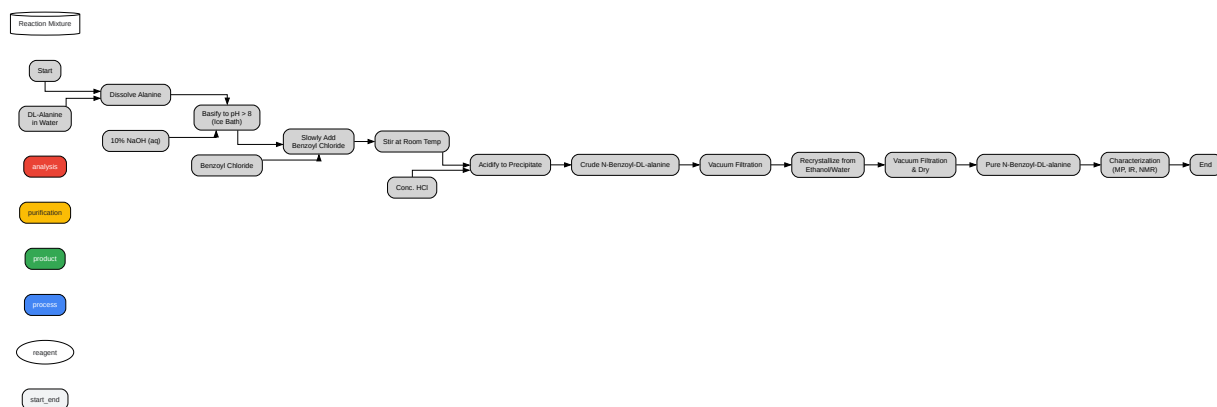 Reaction Mixture
Start
DL-Alanine
in Water
Dissolve Alanine
10% NaOH (aq)
Basify to pH > 8
(Ice Bath)
Benzoyl Chloride
Slowly Add
Benzoyl Chloride
Stir at Room Temp
Conc. HCl
Acidify to Precipitate
Crude N-Benzoyl-DL-alanine
Vacuum Filtration
Recrystallize from
Ethanol/Water
Vacuum Filtration
& Dry
Pure N-Benzoyl-DL-alanine
Characterization
(MP, IR, NMR)
End
analysis
purification
product
process
reagent
start_end